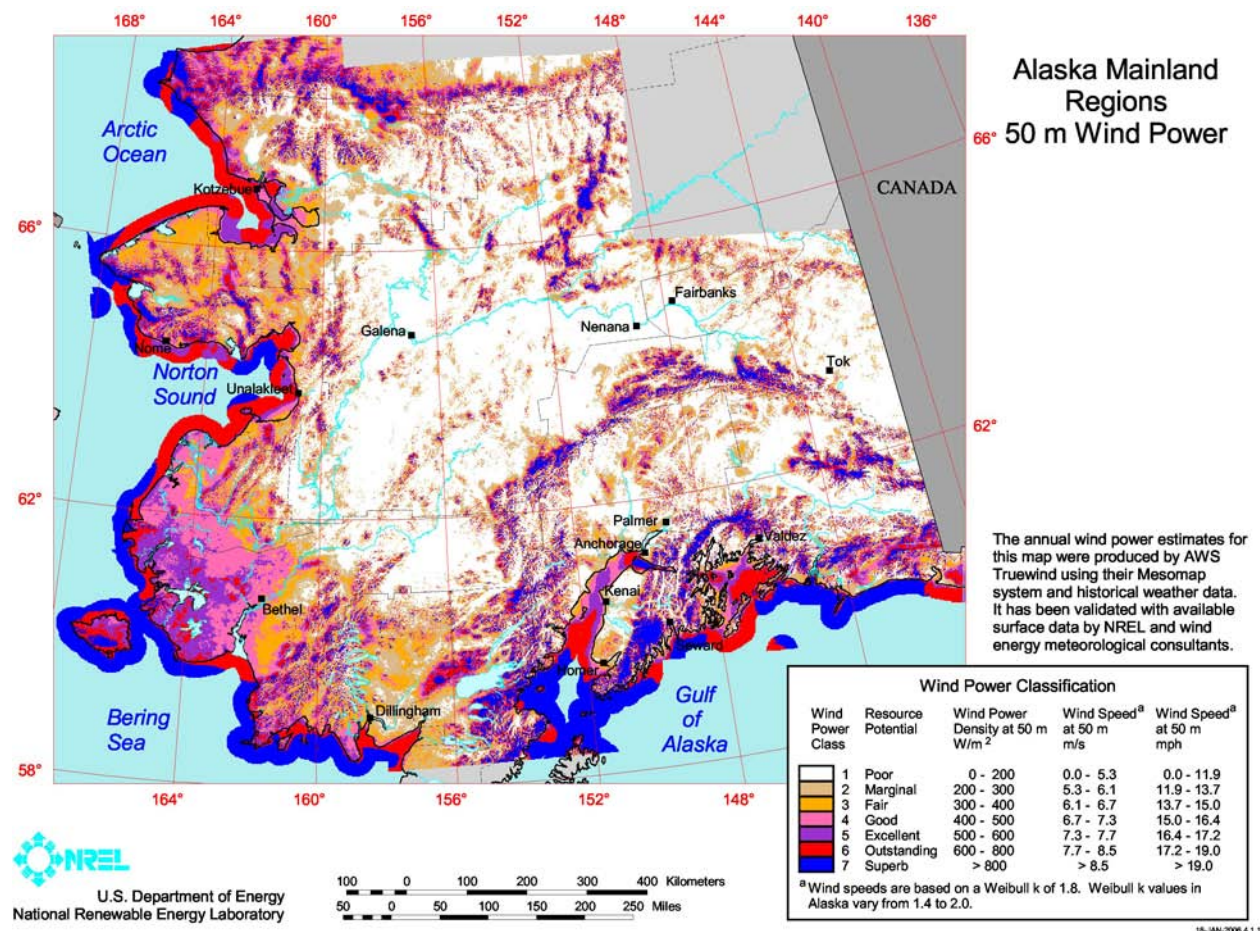 168° 164° 160° 156° 152° 148° 144° 140° 136°
Alaska Mainland
Regions
50 m Wind Power
Arctic
Ocean
66°
CANADA
Kotzebue
66°
Fairbanks
Galena
Nenana
Nome
Tok
Norton
Sound
Unalakleet
62°
62°
Palmer
Anchorage
Valdez
Kenai
Bethel
Seward
Homer
Dillingham
Gulf
of
Alaska
Bering
Sea
58°
164° 160° 156° 152° 148°
The annual wind power estimates for
this map were produced by AWS
Truewind using their Mesomap
system and historical weather data.
It has been validated with available
surface data by NREL and wind
energy meteorological consultants.
Wind Power Classification
Wind Power Class Resource Potential Wind Power Density at 50 m W/m² Wind Speedᵃ at 50 m m/s Wind Speedᵃ at 50 m mph
1 Poor 0 - 200 0.0 - 5.3 0.0 - 11.9
2 Marginal 200 - 300 5.3 - 6.1 11.9 - 13.7
3 Fair 300 - 400 6.1 - 6.7 13.7 - 15.0
4 Good 400 - 500 6.7 - 7.3 15.0 - 16.4
5 Excellent 500 - 600 7.3 - 7.7 16.4 - 17.2
6 Outstanding 600 - 800 7.7 - 8.5 17.2 - 19.0
7 Superb > 800 > 8.5 > 19.0
ᵃ Wind speeds are based on a Weibull k of 1.8. Weibull k values in
Alaska vary from 1.4 to 2.0.
NREL
U.S. Department of Energy
National Renewable Energy Laboratory
100 0 100 200 300 400 Kilometers
50 0 50 100 150 200 250 Miles